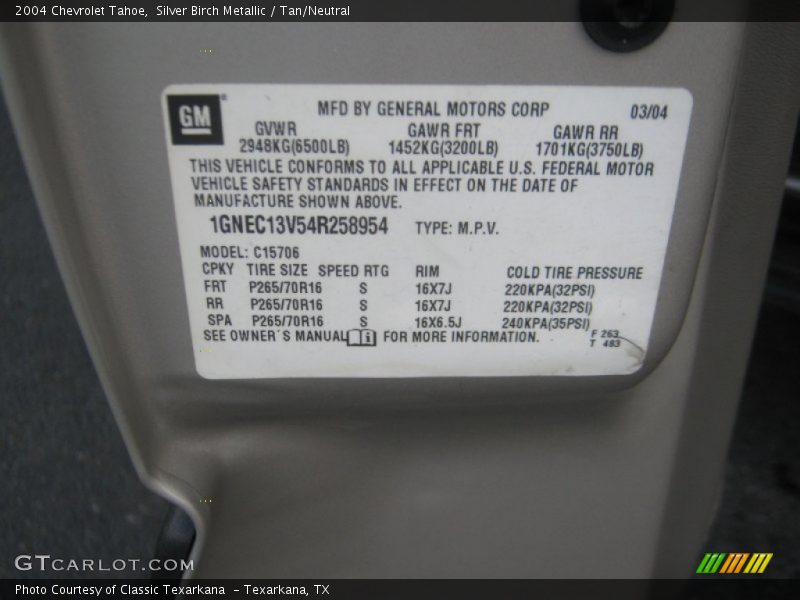 2004 Chevrolet Tahoe,  Silver Birch Metallic / Tan/Neutral
GM
MFD BY GENERAL MOTORS CORP 03/04
GVWR GAWR FRT GAWR RR
2948KG(6500LB) 1452KG(3200LB) 1701KG(3750LB)
THIS VEHICLE CONFORMS TO ALL APPLICABLE U.S. FEDERAL MOTOR
VEHICLE SAFETY STANDARDS IN EFFECT ON THE DATE OF
MANUFACTURE SHOWN ABOVE.
1GNEC13V54R258954 TYPE: M.P.V.
MODEL: C15706
CPKY TIRE SIZE SPEED RTG RIM COLD TIRE PRESSURE
FRT P265/70R16 S 16X7J 220KPA(32PSI)
RR P265/70R16 S 16X7J 220KPA(32PSI)
SPA P265/70R16 S 16X6.5J 240KPA(35PSI)
SEE OWNER'S MANUAL i FOR MORE INFORMATION.
F 263
T 483
GTCARLOT.COM
Photo Courtesy of Classic Texarkana  - Texarkana, TX